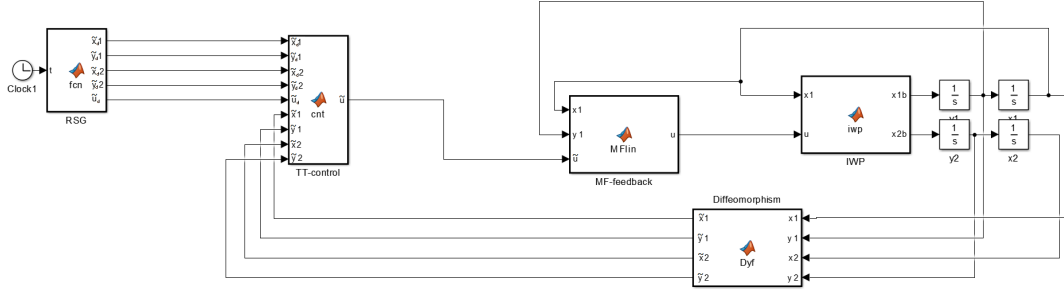 Clock1
t
fcn
x̃d1
ỹd1
x̃d2
ỹd2
ũd
RSG
x̃d1
ỹd1
x̃d2
ỹd2
ũd
x̃1
ỹ1
x̃2
ỹ2
cnt
ũ
TT-control
x1
y1
ũ
MFlin
u
MF-feedback
x1
u
iwp
x1b
x2b
IWP
1
s
y1
1
s
x1
1
s
y2
1
s
x2
Diffeomorphism
x̃1
ỹ1
x̃2
ỹ2
Dyf
x1
y1
x2
y2